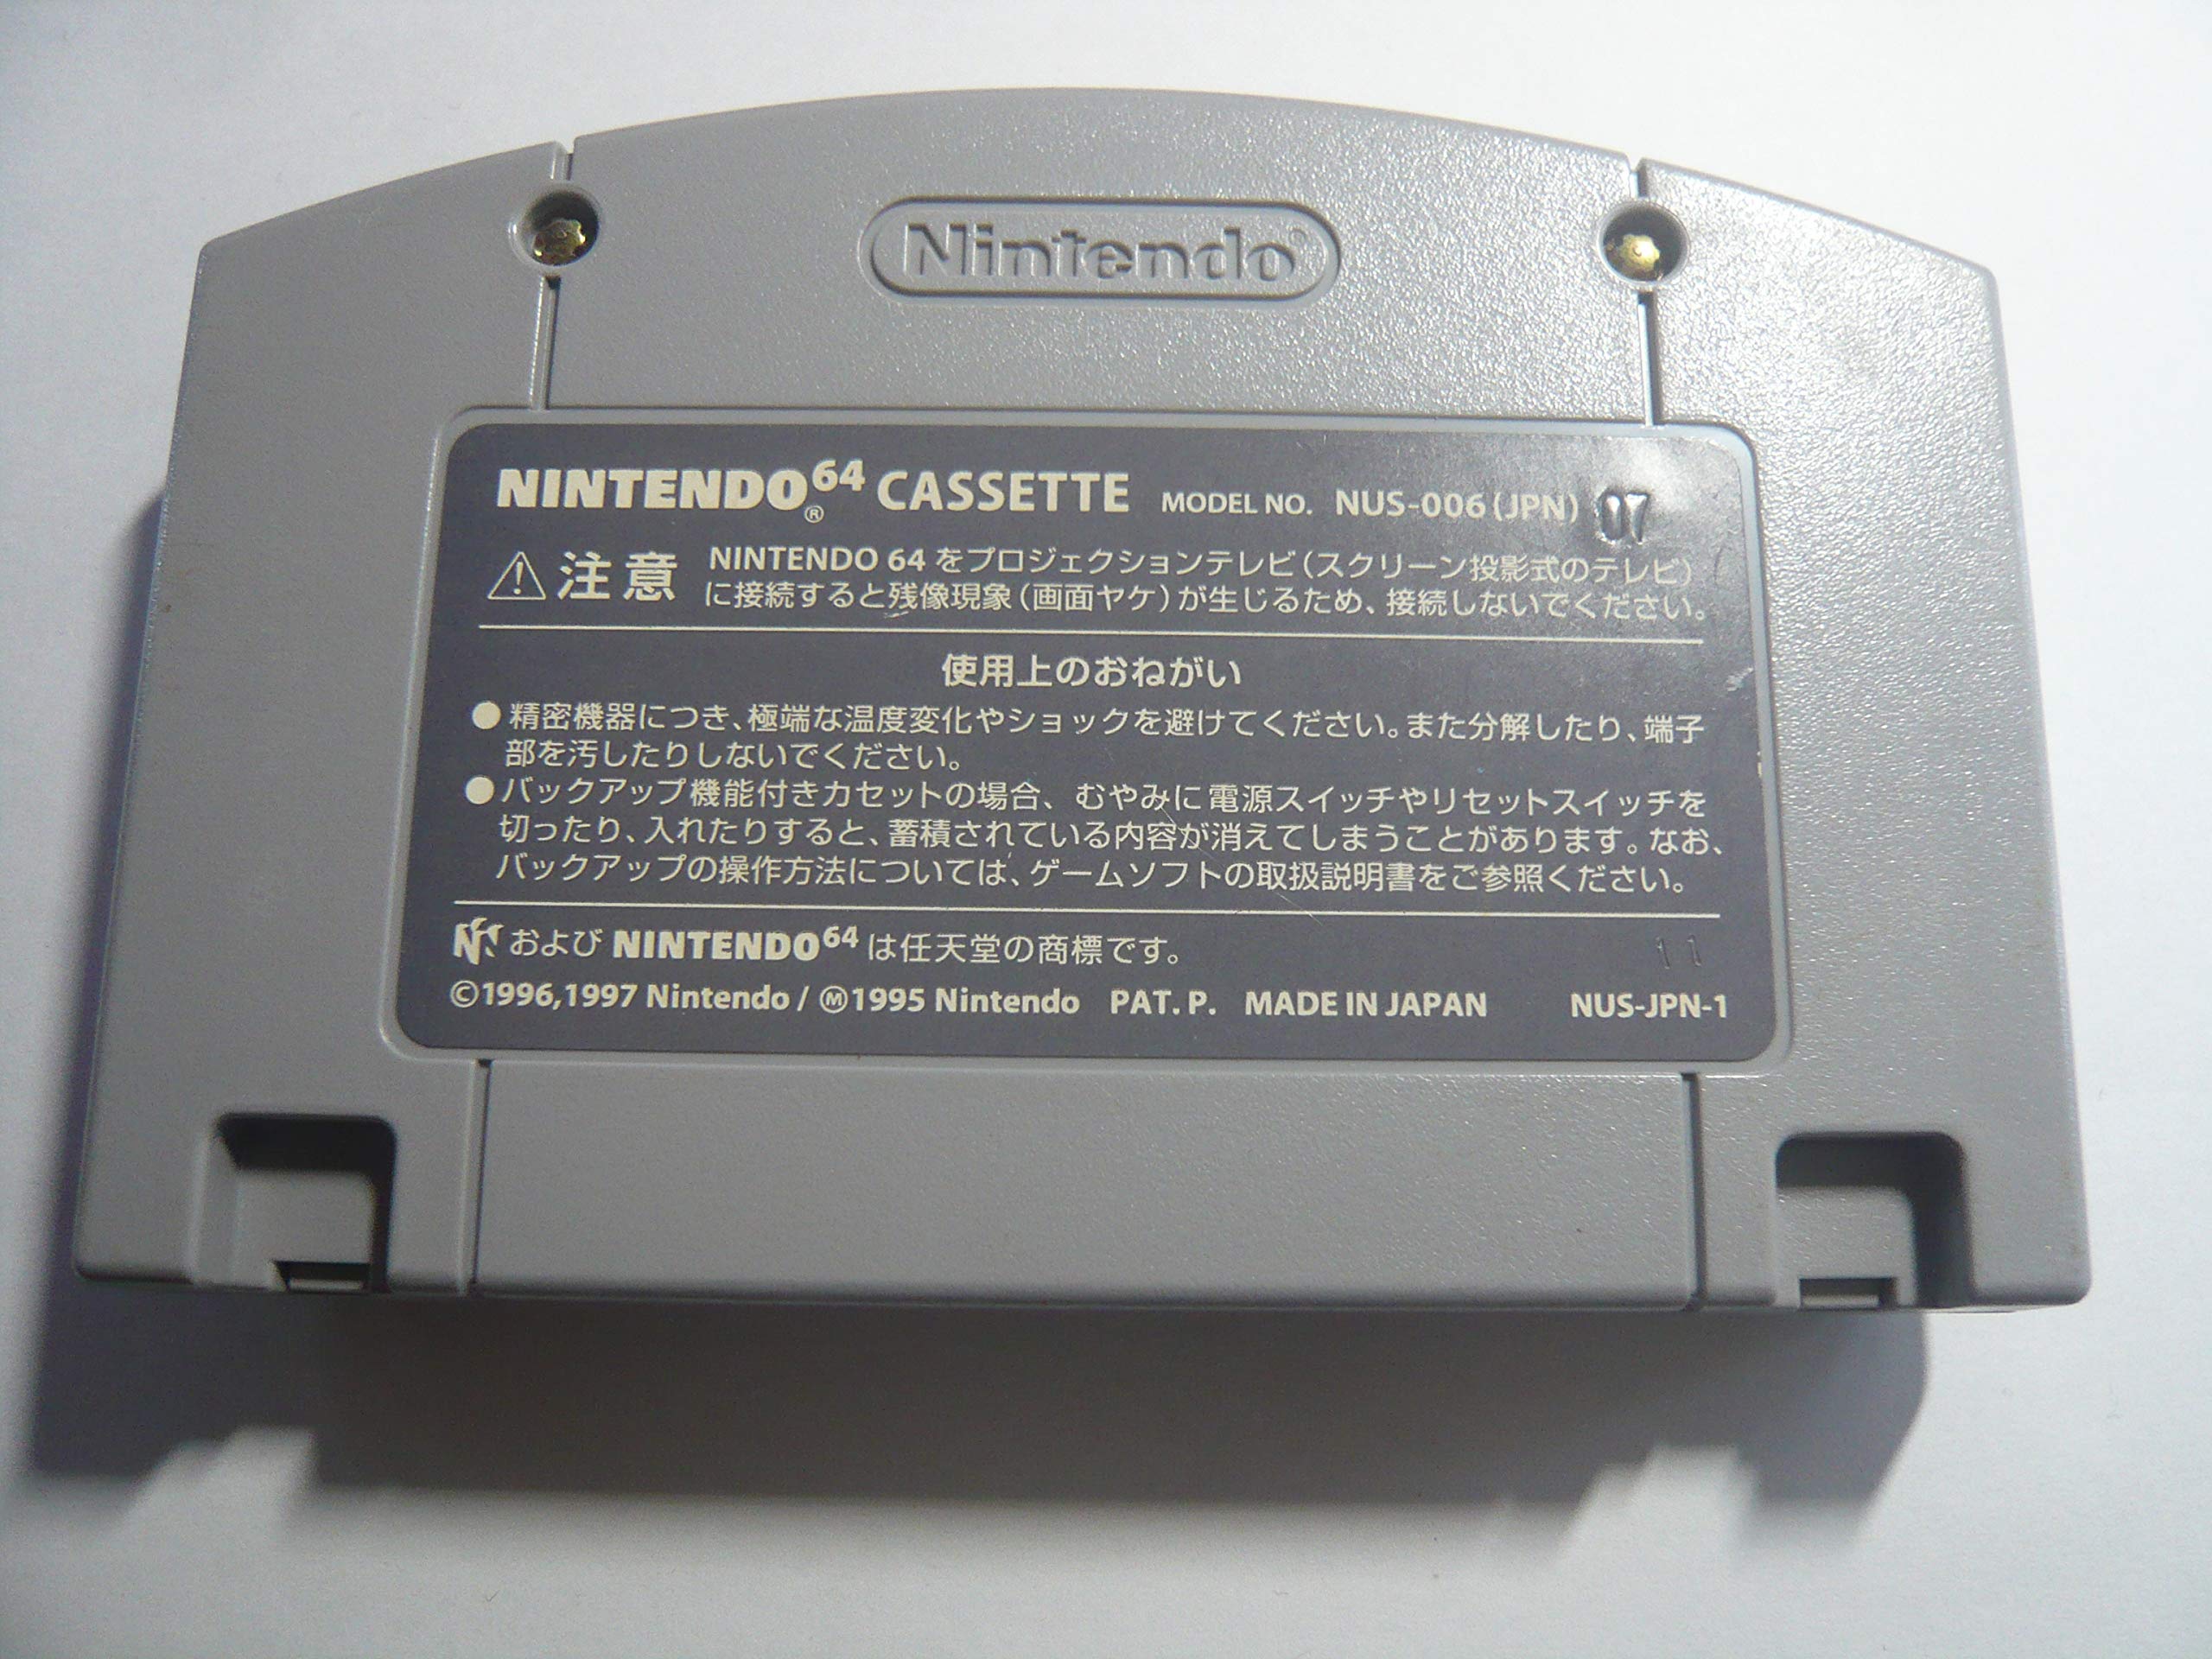 Nintendo®
NINTENDO64® CASSETTE MODEL NO. NUS-006(JPN) 07
⚠注意 NINTENDO 64 をプロジェクションテレビ(スクリーン投影式のテレビ)
に接続すると残像現象(画面ヤケ)が生じるため、接続しないでください。
使用上のおねがい
●精密機器につき、極端な温度変化やショックを避けてください。また分解したり、端子
部を汚したりしないでください。
●バックアップ機能付きカセットの場合、むやみに電源スイッチやリセットスイッチを
切ったり、入れたりすると、蓄積されている内容が消えてしまうことがあります。なお、
バックアップの操作方法については、ゲームソフトの取扱説明書をご参照ください。
および NINTENDO64 は任天堂の商標です。
11
©1996,1997 Nintendo / Ⓜ1995 Nintendo PAT. P. MADE IN JAPAN NUS-JPN-1